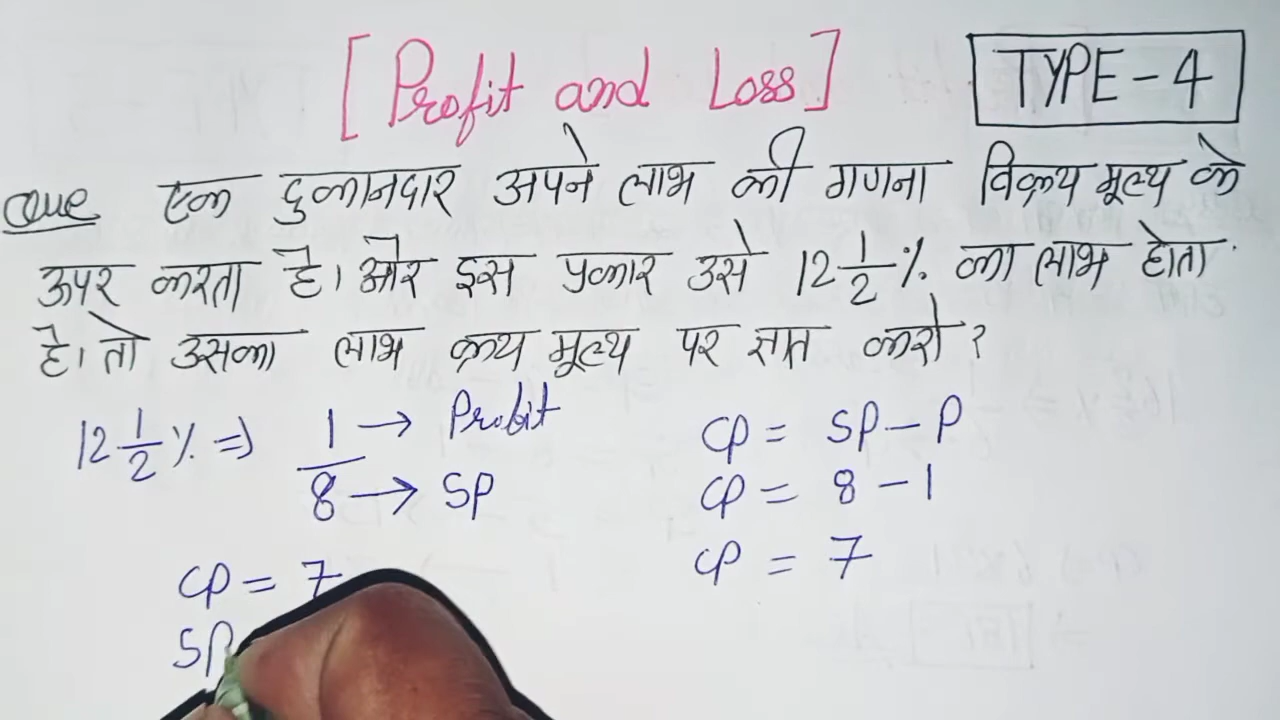 [Profit and Loss]
TYPE-4
Que एक दुकानदार अपने लाभ की गणना विक्रय मूल्य के
ऊपर करता है। और इस प्रकार उसे 12 1/2 % का लाभ होता
है। तो उसका लाभ क्रय मूल्य पर ज्ञात करो ?
12 1/2 % => 1/8
1 → Profit
8 → SP
CP = SP - P
CP = 8 - 1
CP = 7
CP = 7
SP